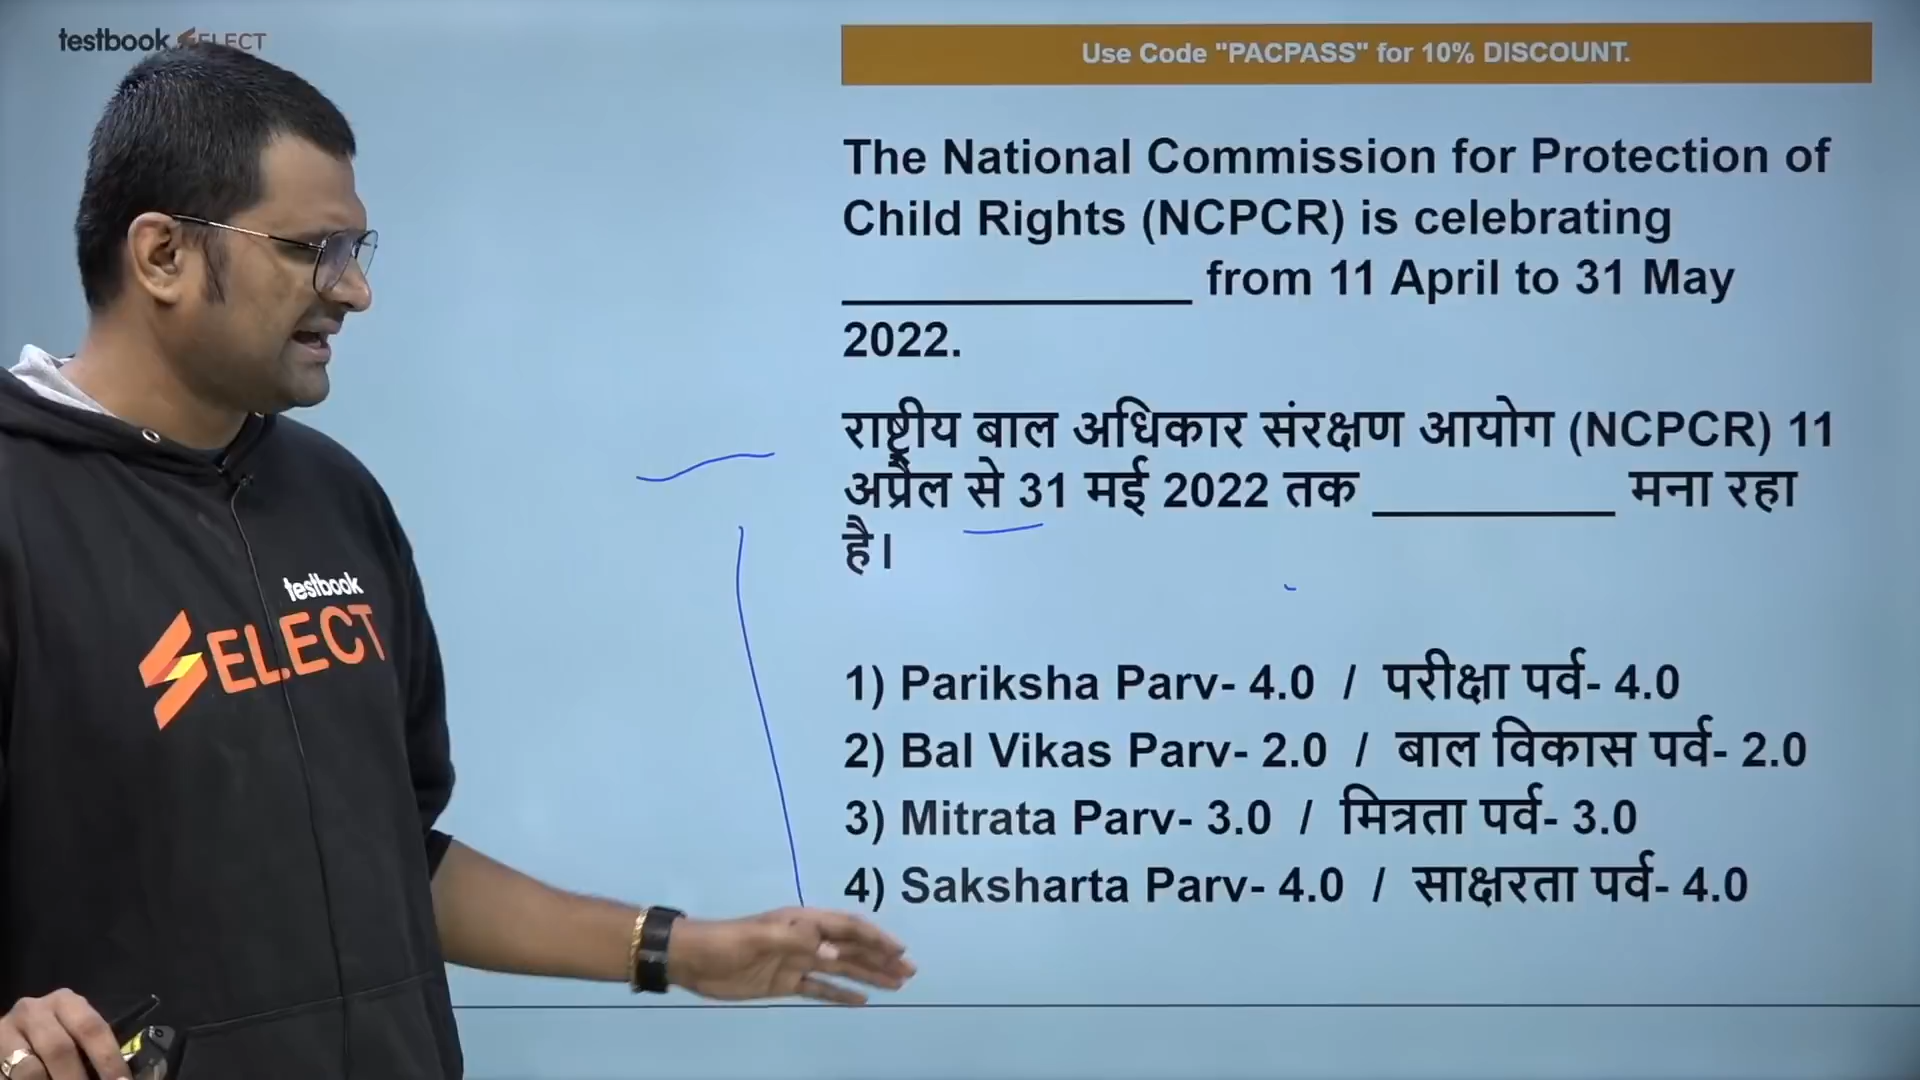 testbook SELECT
Use Code "PACPASS" for 10% DISCOUNT.
The National Commission for Protection of
Child Rights (NCPCR) is celebrating
______________ from 11 April to 31 May
2022.
राष्ट्रीय बाल अधिकार संरक्षण आयोग (NCPCR) 11
अप्रैल से 31 मई 2022 तक __________ मना रहा
है।
1) Pariksha Parv- 4.0 / परीक्षा पर्व- 4.0
2) Bal Vikas Parv- 2.0 / बाल विकास पर्व- 2.0
3) Mitrata Parv- 3.0 / मित्रता पर्व- 3.0
4) Saksharta Parv- 4.0 / साक्षरता पर्व- 4.0
testbook
SELECT